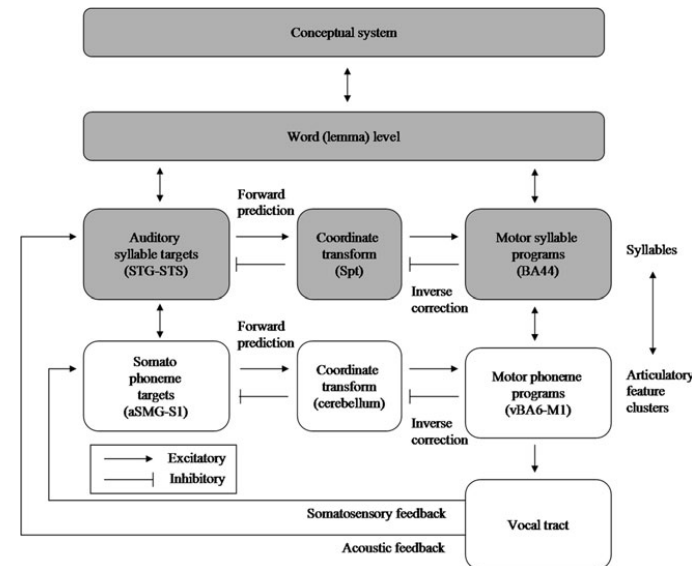 Conceptual system
Word (lemma) level
Forward
prediction
Auditory
syllable targets
(STG-STS)
Coordinate
transform
(Spt)
Motor syllable
programs
(BA44)
Syllables
Inverse
correction
Forward
prediction
Somato
phoneme
targets
(aSMG-S1)
Coordinate
transform
(cerebellum)
Motor phoneme
programs
(vBA6-M1)
Articulatory
feature
clusters
Inverse
correction
Excitatory
Inhibitory
Somatosensory feedback
Vocal tract
Acoustic feedback